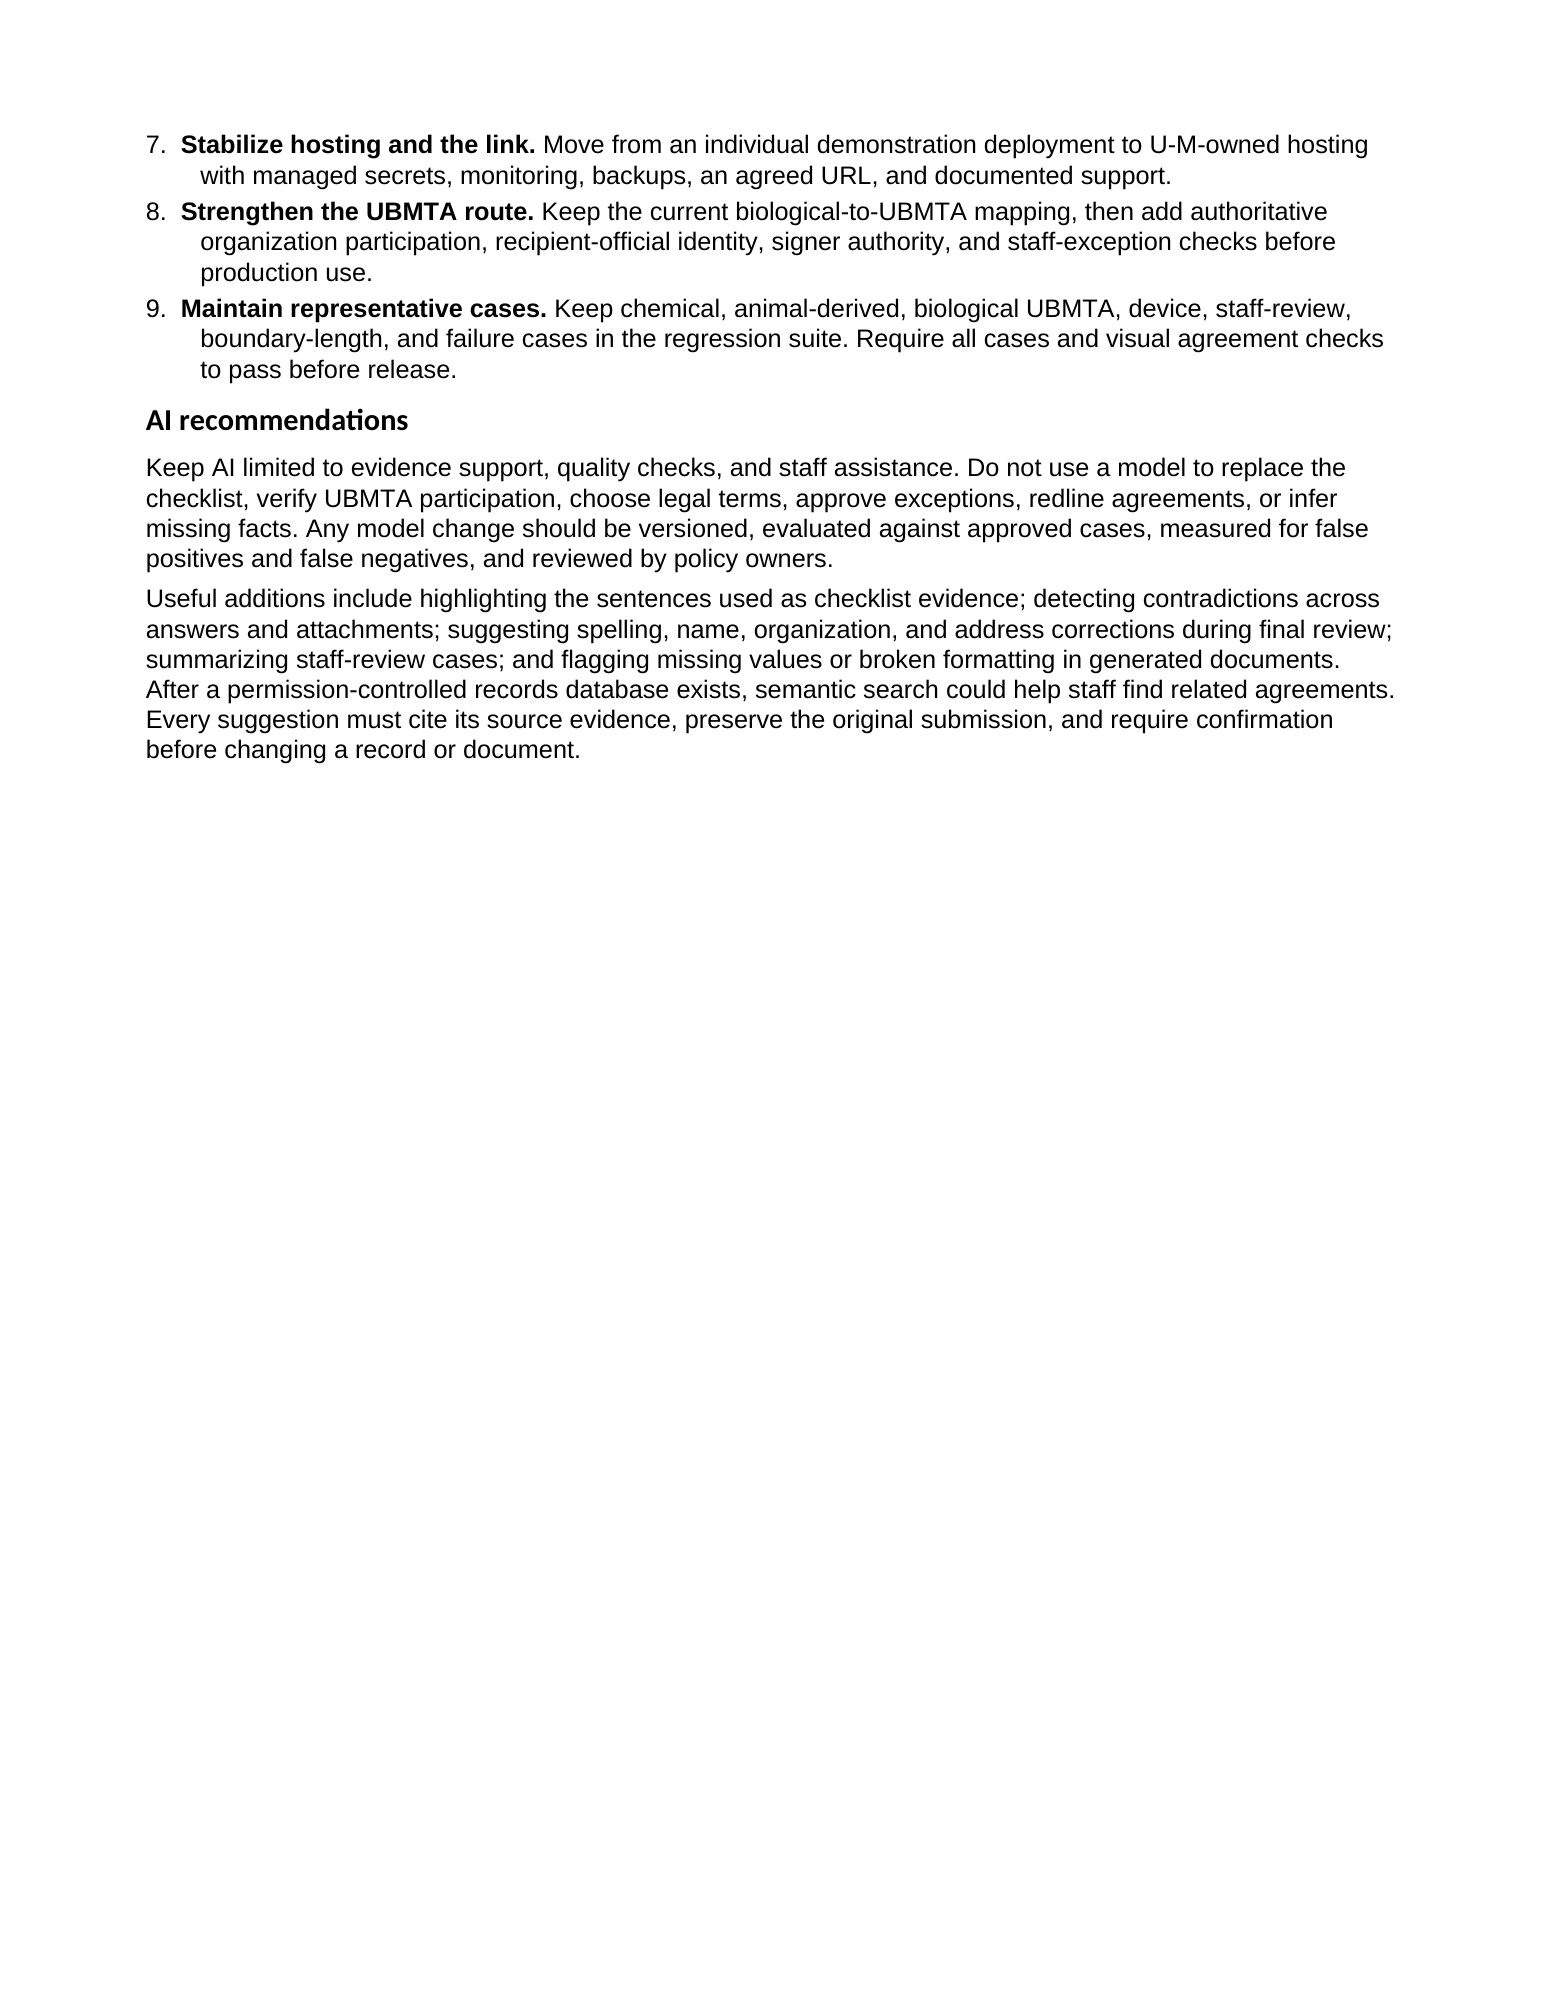 7. Stabilize hosting and the link. Move from an individual demonstration deployment to U-M-owned hosting
with managed secrets, monitoring, backups, an agreed URL, and documented support.
8. Strengthen the UBMTA route. Keep the current biological-to-UBMTA mapping, then add authoritative
organization participation, recipient-official identity, signer authority, and staff-exception checks before
production use.
9. Maintain representative cases. Keep chemical, animal-derived, biological UBMTA, device, staff-review,
boundary-length, and failure cases in the regression suite. Require all cases and visual agreement checks
to pass before release.
AI recommendations
Keep AI limited to evidence support, quality checks, and staff assistance. Do not use a model to replace the
checklist, verify UBMTA participation, choose legal terms, approve exceptions, redline agreements, or infer
missing facts. Any model change should be versioned, evaluated against approved cases, measured for false
positives and false negatives, and reviewed by policy owners.
Useful additions include highlighting the sentences used as checklist evidence; detecting contradictions across
answers and attachments; suggesting spelling, name, organization, and address corrections during final review;
summarizing staff-review cases; and flagging missing values or broken formatting in generated documents.
After a permission-controlled records database exists, semantic search could help staff find related agreements.
Every suggestion must cite its source evidence, preserve the original submission, and require confirmation
before changing a record or document.